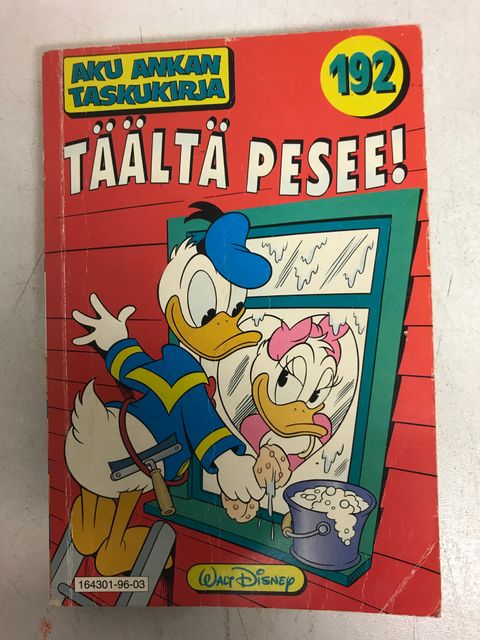 AKU ANKAN
TASKUKIRJA
192
TÄÄLTÄ PESEE!
164301-96-03
WALT DISNEY